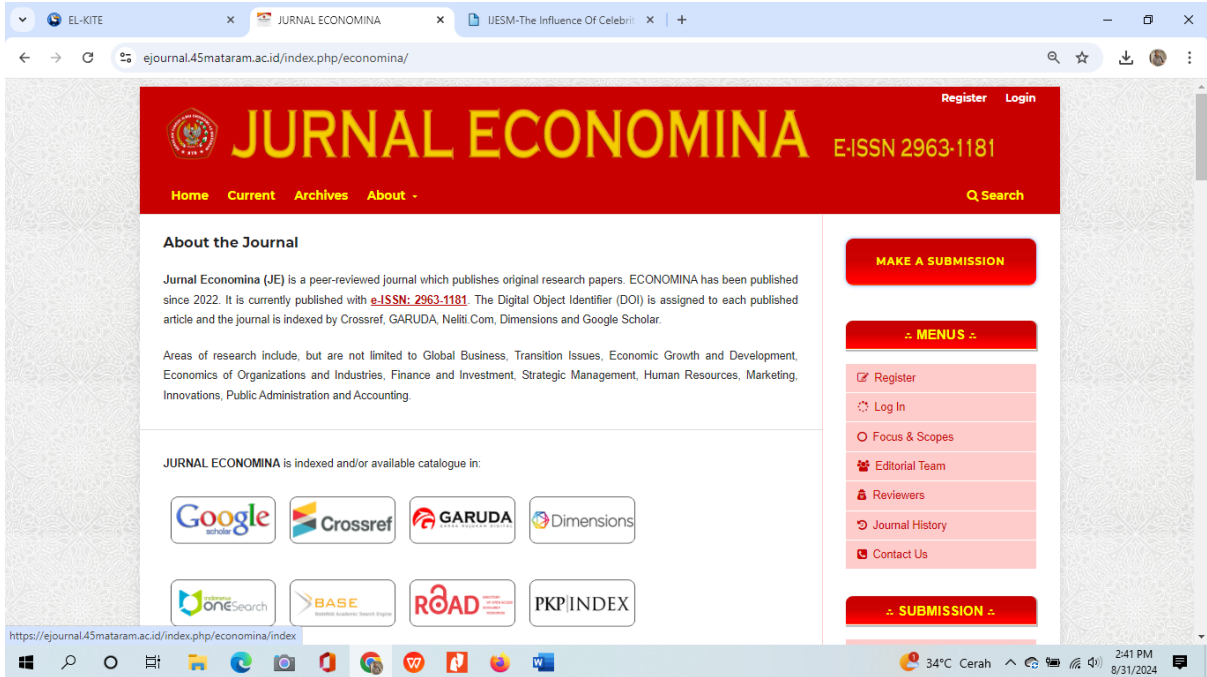 EL-KITE
JURNAL ECONOMINA
IJESM-The Influence Of Celebrit
ejournal.45mataram.ac.id/index.php/economina/
Register Login
JURNAL ECONOMINA E-ISSN 2963-1181
Home Current Archives About
Search
About the Journal
Jurnal Economina (JE) is a peer-reviewed journal which publishes original research papers. ECONOMINA has been published
since 2022. It is currently published with e-ISSN: 2963-1181. The Digital Object Identifier (DOI) is assigned to each published
article and the journal is indexed by Crossref, GARUDA, Neliti.Com, Dimensions and Google Scholar.
Areas of research include, but are not limited to Global Business, Transition Issues, Economic Growth and Development,
Economics of Organizations and Industries, Finance and Investment, Strategic Management, Human Resources, Marketing,
Innovations, Public Administration and Accounting.
JURNAL ECONOMINA is indexed and/or available catalogue in:
Google
scholar
Crossref
GARUDA
Dimensions
OneSearch
BASE
ROAD
PKP|INDEX
MAKE A SUBMISSION
∴ MENUS ∴
Register
Log In
Focus & Scopes
Editorial Team
Reviewers
Journal History
Contact Us
∴ SUBMISSION ∴
https://ejournal.45mataram.ac.id/index.php/economina/index
34°C Cerah
2:41 PM
8/31/2024